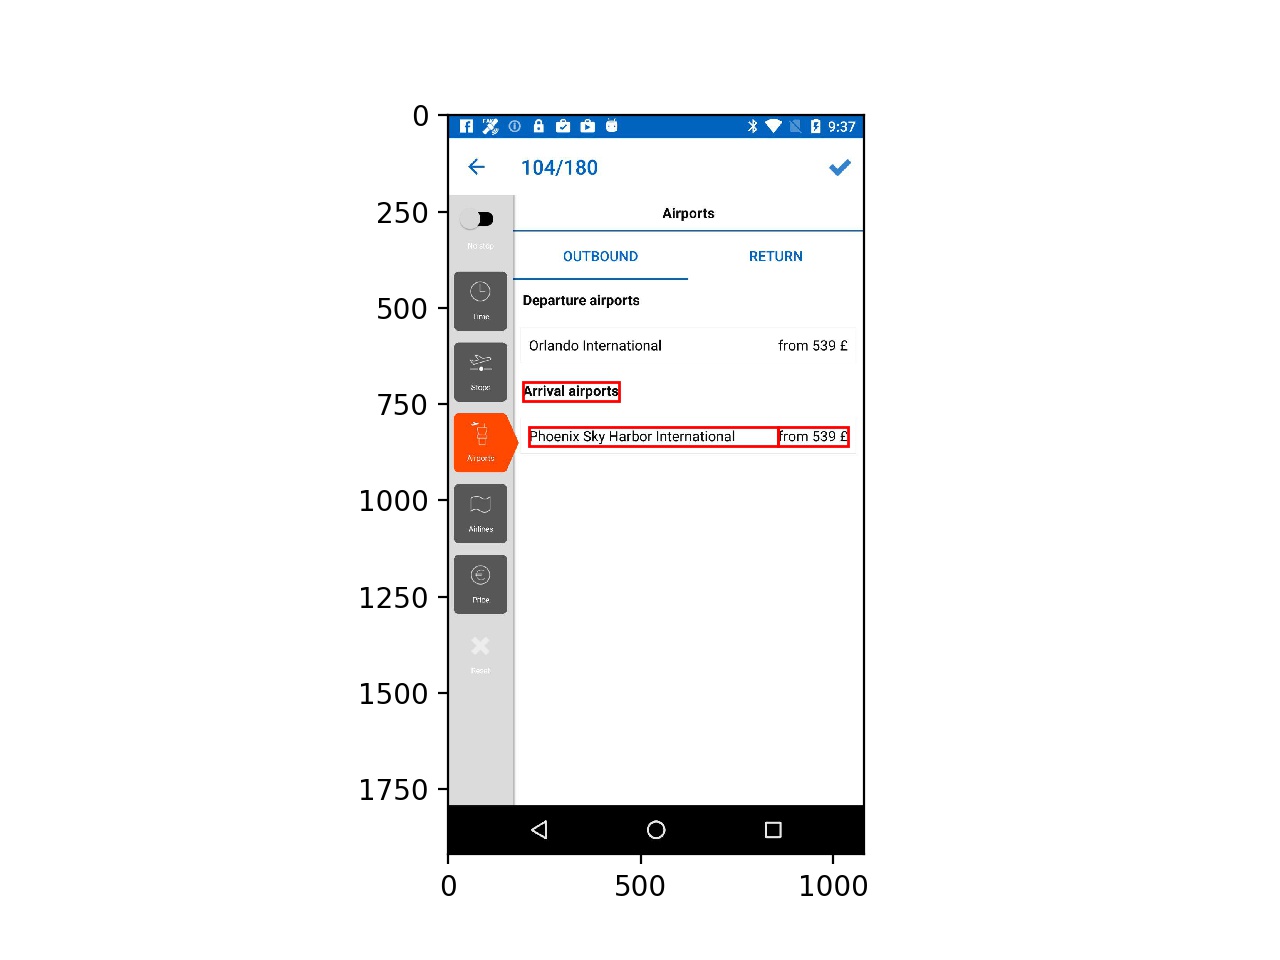 0
250
500
750
1000
1250
1500
1750
0 500 1000
9:37
104/180
Airports
No stop
OUTBOUND RETURN
Departure airports
Time
Orlando International from 539 £
Stops
Arrival airports
Phoenix Sky Harbor International from 539 £
Airports
Airlines
Price
Reset